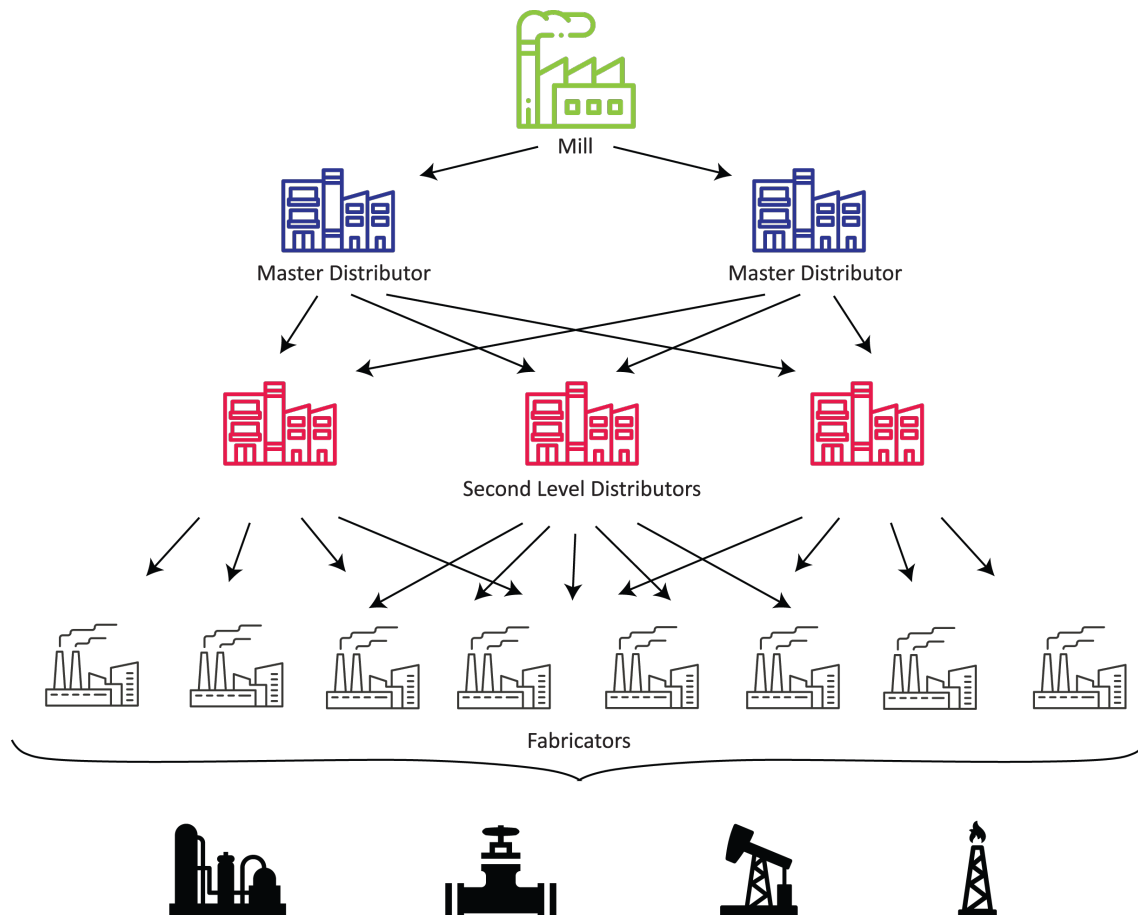 Mill
Master Distributor
Master Distributor
Second Level Distributors
Fabricators